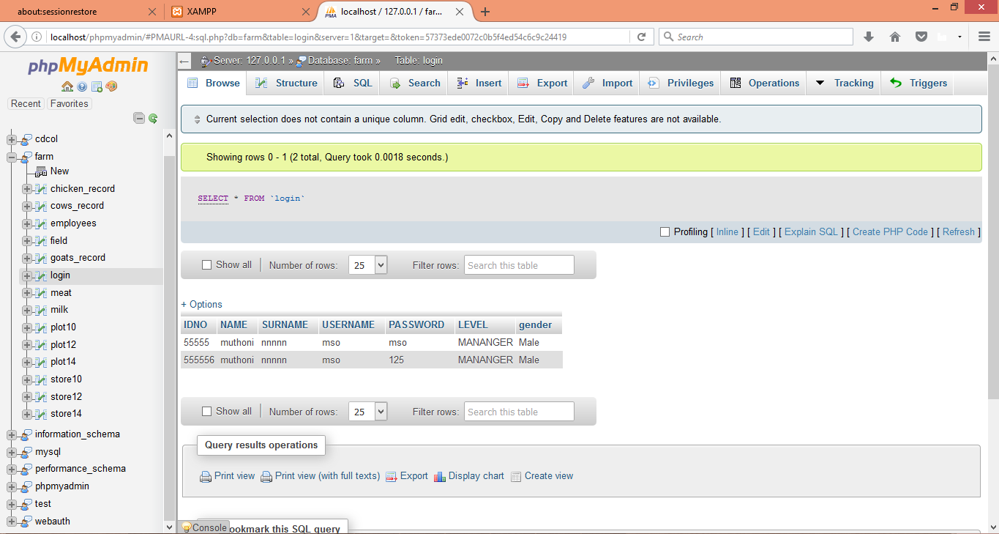 about:sessionrestore XAMPP localhost / 127.0.0.1 / far...
localhost/phpmyadmin/#PMAURL-4:sql.php?db=farm&table=login&server=1&target=&token=57373ede0072c0b5f4ed54c6c9c24419 Search
phpMyAdmin
Recent Favorites
cdcol
farm
New
chicken_record
cows_record
employees
field
goats_record
login
meat
milk
plot10
plot12
plot14
store10
store12
store14
information_schema
mysql
performance_schema
phpmyadmin
test
webauth
Server: 127.0.0.1 » Database: farm » Table: login
Browse Structure SQL Search Insert Export Import Privileges Operations Tracking Triggers
Current selection does not contain a unique column. Grid edit, checkbox, Edit, Copy and Delete features are not available.
Showing rows 0 - 1 (2 total, Query took 0.0018 seconds.)
SELECT * FROM `login`
Profiling [ Inline ] [ Edit ] [ Explain SQL ] [ Create PHP Code ] [ Refresh ]
Show all Number of rows: 25 Filter rows: Search this table
+ Options
IDNO NAME SURNAME USERNAME PASSWORD LEVEL gender
55555 muthoni nnnnn mso mso MANANGER Male
555556 muthoni nnnnn mso 125 MANANGER Male
Show all Number of rows: 25 Filter rows: Search this table
Query results operations
Print view Print view (with full texts) Export Display chart Create view
Console ookmark this SQL query